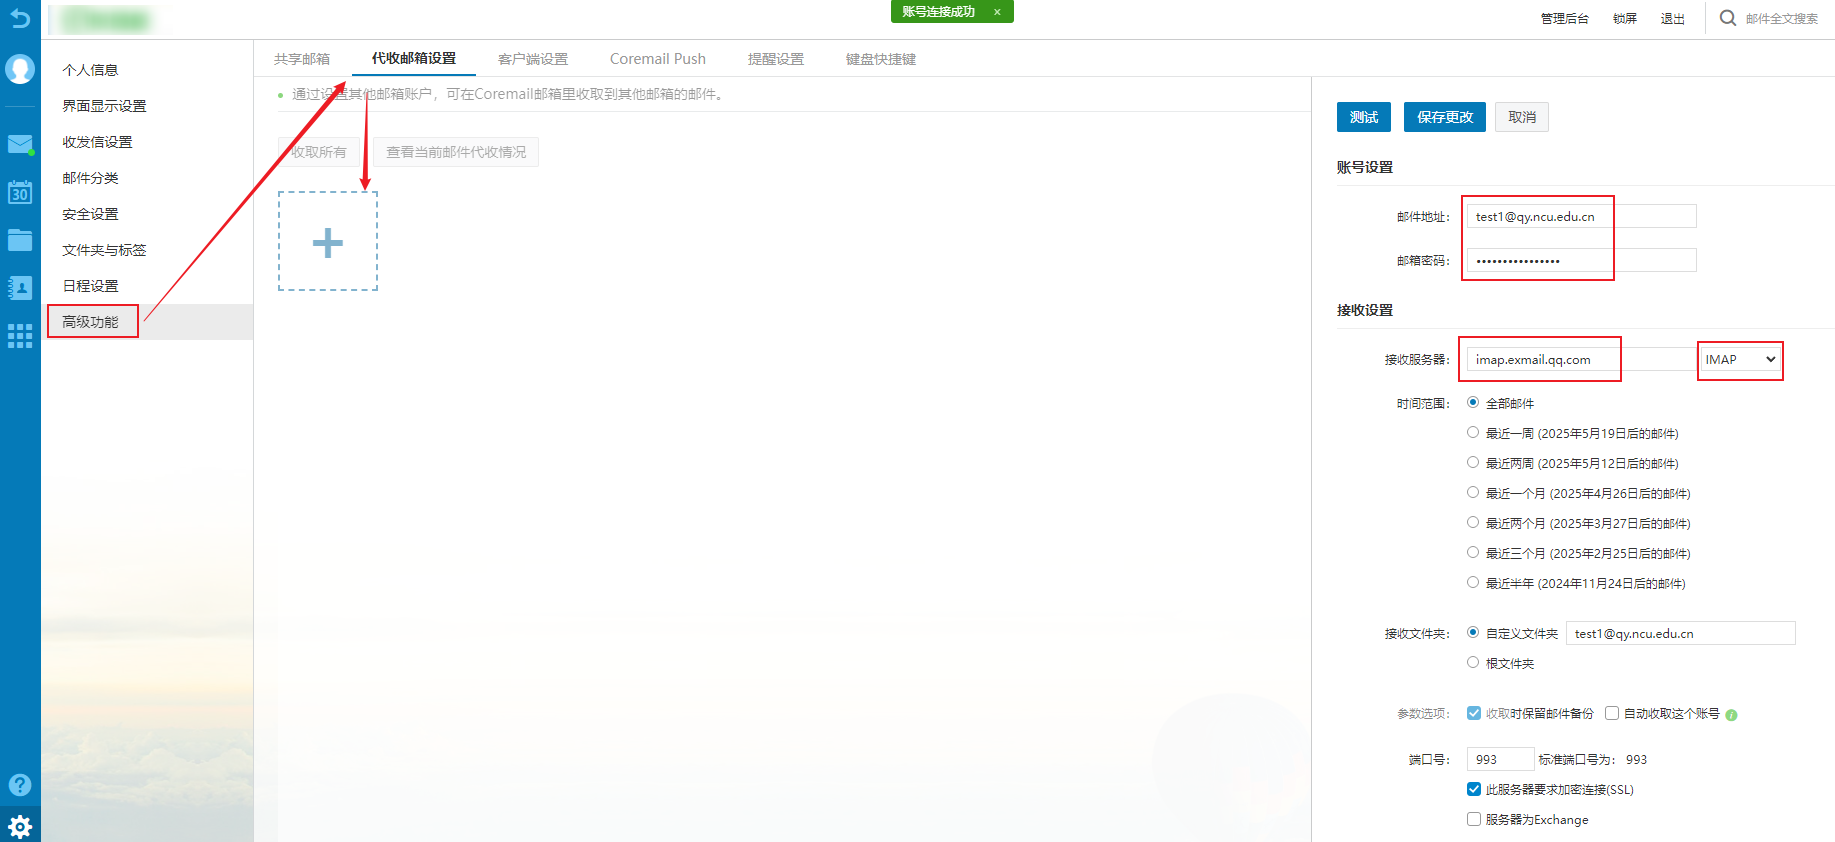 账号连接成功 ×
管理后台 锁屏 退出 邮件全文搜索
个人信息
界面显示设置
收发信设置
邮件分类
安全设置
文件夹与标签
日程设置
高级功能
30
共享邮箱 代收邮箱设置 客户端设置 Coremail Push 提醒设置 键盘快捷键
通过设置其他邮箱账户，可在Coremail邮箱里收取到其他邮箱的邮件。
收取所有 查看当前邮件代收情况
测试 保存更改 取消
账号设置
邮件地址： test1@qy.ncu.edu.cn
邮箱密码： ••••••••••••••••
接收设置
接收服务器： imap.exmail.qq.com IMAP
时间范围： 全部邮件
最近一周 (2025年5月19日后的邮件)
最近两周 (2025年5月12日后的邮件)
最近一个月 (2025年4月26日后的邮件)
最近两个月 (2025年3月27日后的邮件)
最近三个月 (2025年2月25日后的邮件)
最近半年 (2024年11月24日后的邮件)
接收文件夹： 自定义文件夹 test1@qy.ncu.edu.cn
根文件夹
参数选项： 收取时保留邮件备份 自动收取这个账号
端口号： 993 标准端口号为： 993
此服务器要求加密连接(SSL)
服务器为Exchange